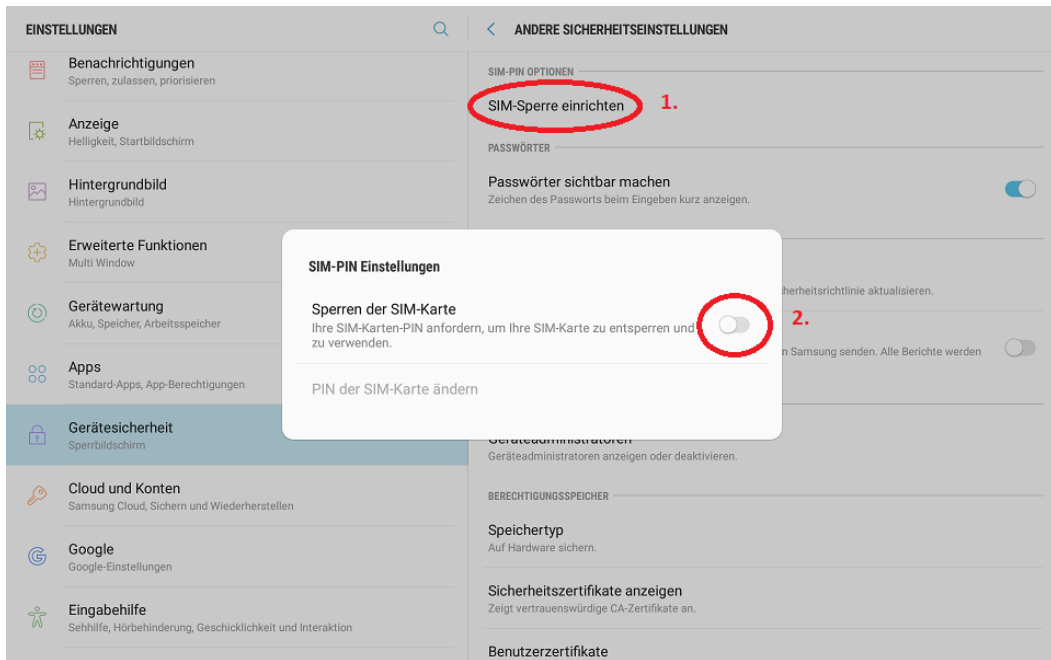 EINSTELLUNGEN
Benachrichtigungen
Sperren, zulassen, priorisieren
Anzeige
Helligkeit, Startbildschirm
Hintergrundbild
Hintergrundbild
Erweiterte Funktionen
Multi Window
Gerätewartung
Akku, Speicher, Arbeitsspeicher
Apps
Standard-Apps, App-Berechtigungen
Gerätesicherheit
Sperrbildschirm
Cloud und Konten
Samsung Cloud, Sichern und Wiederherstellen
Google
Google-Einstellungen
Eingabehilfe
Sehhilfe, Hörbehinderung, Geschicklichkeit und Interaktion
ANDERE SICHERHEITSEINSTELLUNGEN
SIM-PIN OPTIONEN
SIM-Sperre einrichten
1.
PASSWÖRTER
Passwörter sichtbar machen
Zeichen des Passworts beim Eingeben kurz anzeigen.
SIM-PIN Einstellungen
Sperren der SIM-Karte
Ihre SIM-Karten-PIN anfordern, um Ihre SIM-Karte zu entsperren und
zu verwenden.
2.
PIN der SIM-Karte ändern
cherheitsrichtlinie aktualisieren.
n Samsung senden. Alle Berichte werden
Geräteadministratoren
Geräteadministratoren anzeigen oder deaktivieren.
BERECHTIGUNGSSPEICHER
Speichertyp
Auf Hardware sichern.
Sicherheitszertifikate anzeigen
Zeigt vertrauenswürdige CA-Zertifikate an.
Benutzerzertifikate